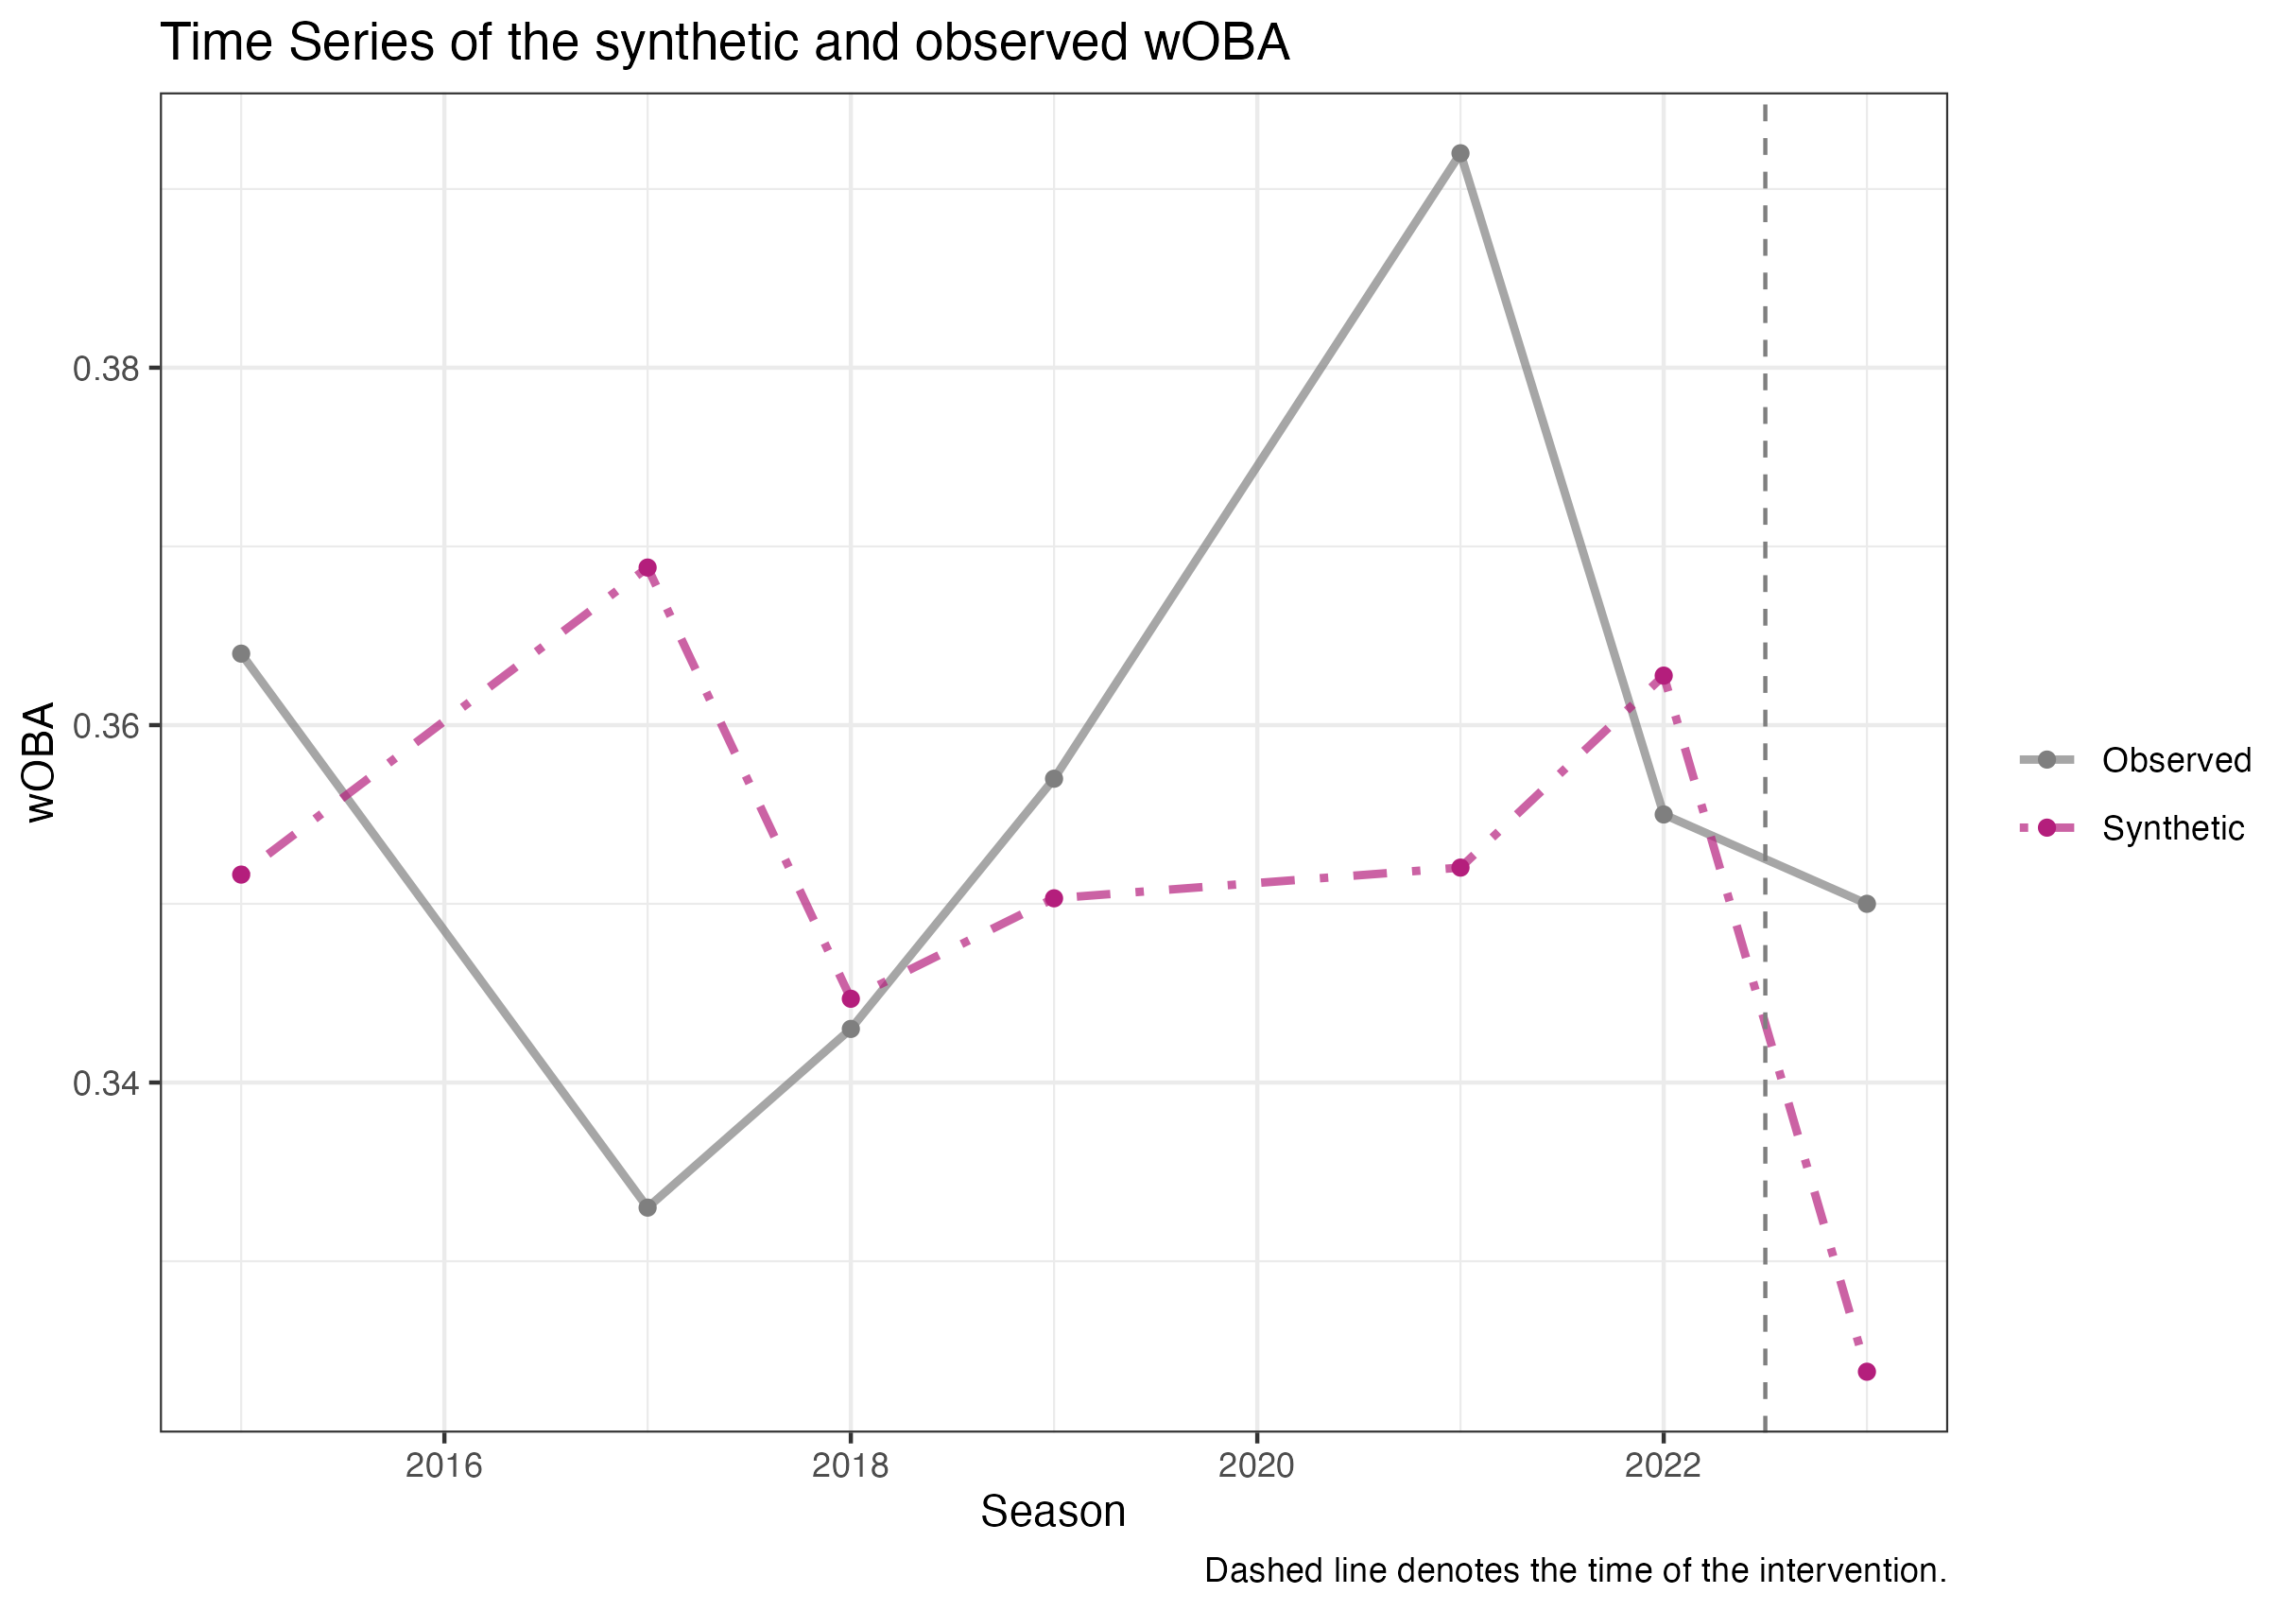 Time Series of the synthetic and observed wOBA
wOBA
0.38
0.36
0.34
2016
2018
2020
2022
Season
Observed
Synthetic
Dashed line denotes the time of the intervention.